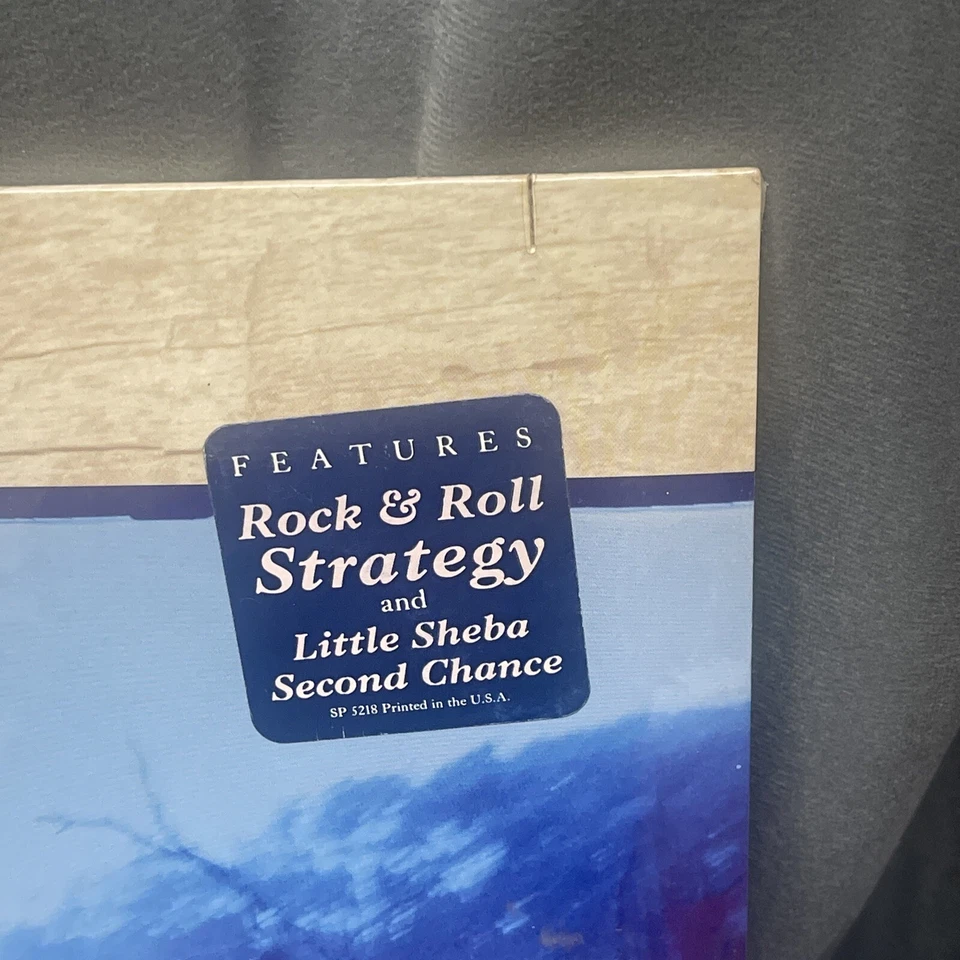 FEATURES
Rock & Roll
Strategy
and
Little Sheba
Second Chance
SP 5218 Printed in the U.S.A.